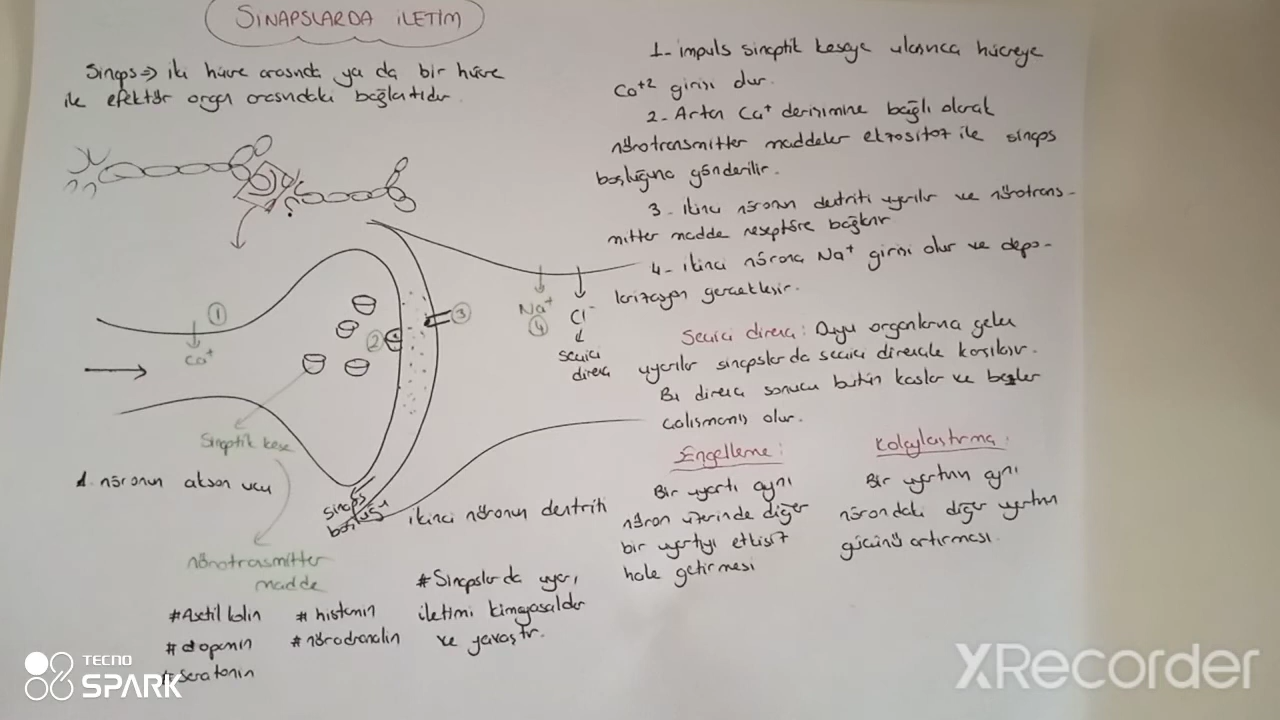 SİNAPSLARDA İLETİM
Sinaps => iki hücre arasında ya da bir hücre
ile efektör organ arasındaki bağlantıdır.
1- impuls sinaptik keseye ulaşınca hücreye
Ca+2 girişi olur.
2- Artan Ca+ derişimine bağlı olarak
nörotransmitter maddeler ekzositoz ile sinaps
boşluğuna gönderilir.
3- ikinci nöronun dentriti uyarılır ve nörotrans-
mitter madde reseptöre bağlanır
4- ikinci nörona Na+ girişi olur ve depo-
larizasyon gerçekleşir.
1
Ca+
2
3
Na+
4
Cl-
seçici
direnç
Sinaptik kese
1. nöronun akson ucu
sinaps
boşluğu
ikinci nöronun dentriti
nörotransmitter
madde
# Asetilkolin
# histamin
# dopamin
# nöradrenalin
# Seratonin
# Sinapslarda uyarı
iletimi kimyasaldır
ve yavaştır.
Seçici direnç: Duyu organlarına gelen
uyarılar sinapslarda seçici dirençle karşılaşır.
Bu direnç sonucu bütün kaslar ve bezler
çalışmamış olur.
Engelleme:
Bir uyartı aynı
nöron üzerinde diğer
bir uyartıyı etkisiz
hale getirmesi
Kolaylaştırma:
Bir uyartının aynı
nörondaki diğer uyartının
gücünü artırması.
TECNO
SPARK
XRecorder